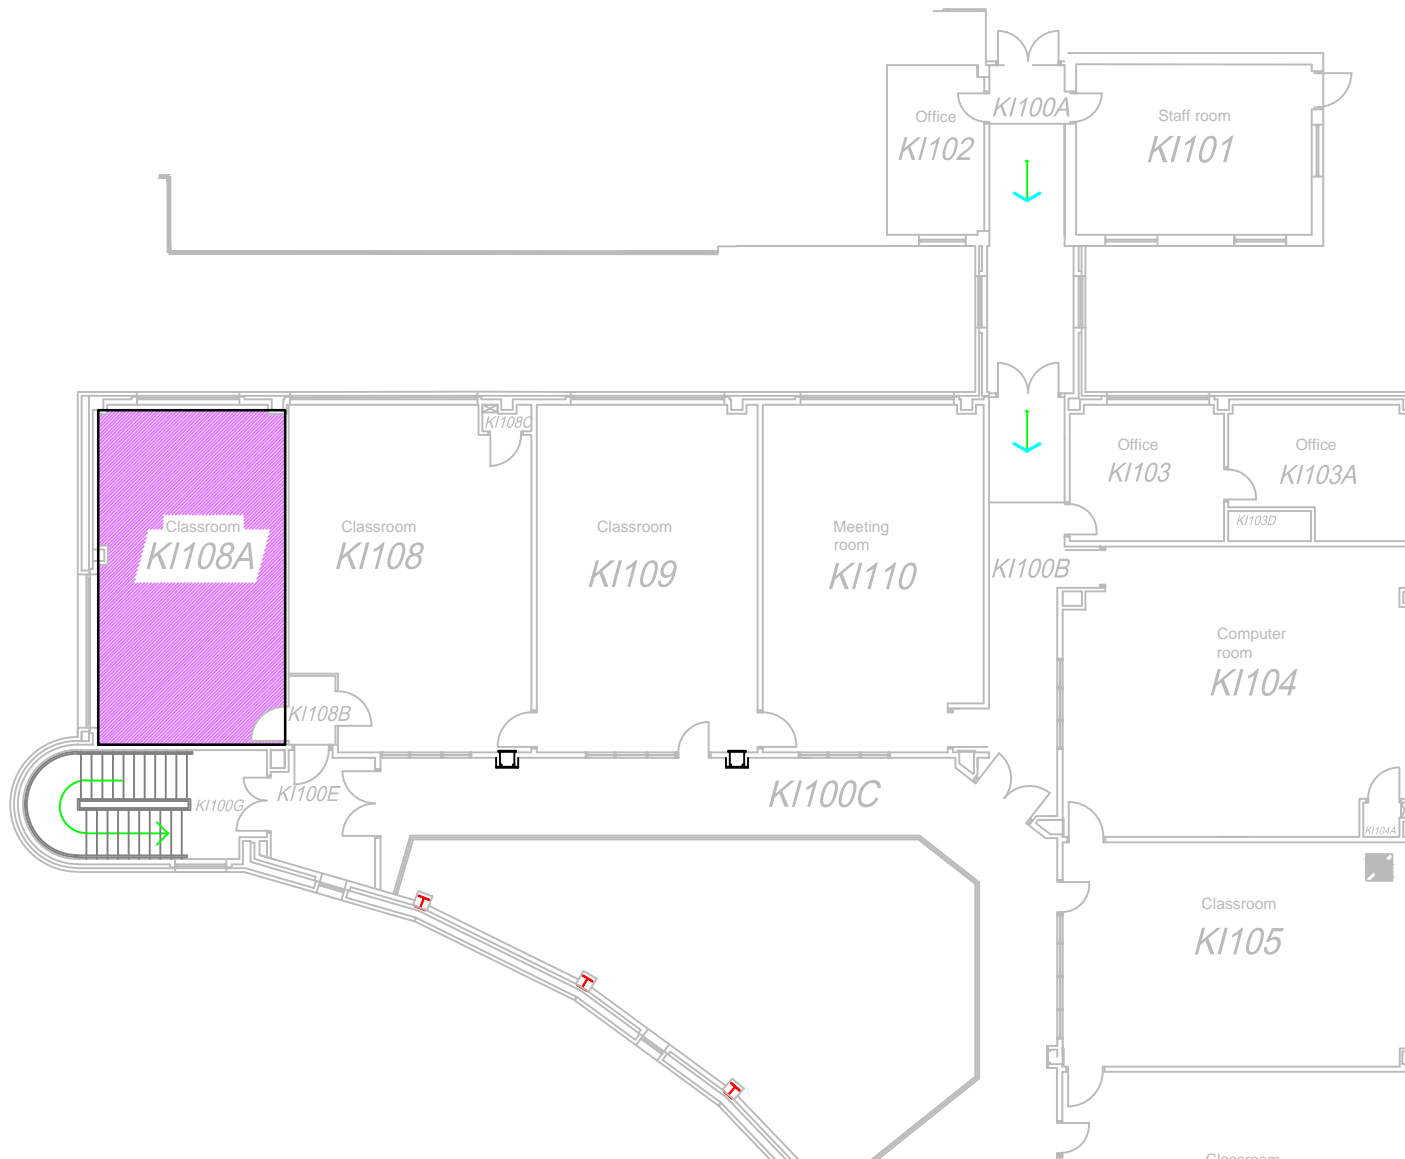 KI100A
Office
KI102
Staff room
KI101
KI108C
Office
KI103
Office
KI103A
KI103D
Classroom
KI108A
Classroom
KI108
Classroom
KI109
Meeting
room
KI110
KI100B
Computer
room
KI104
KI108B
KI100E
KI100G
KI100C
KI104A
Classroom
KI105
T
T
T
Classroom